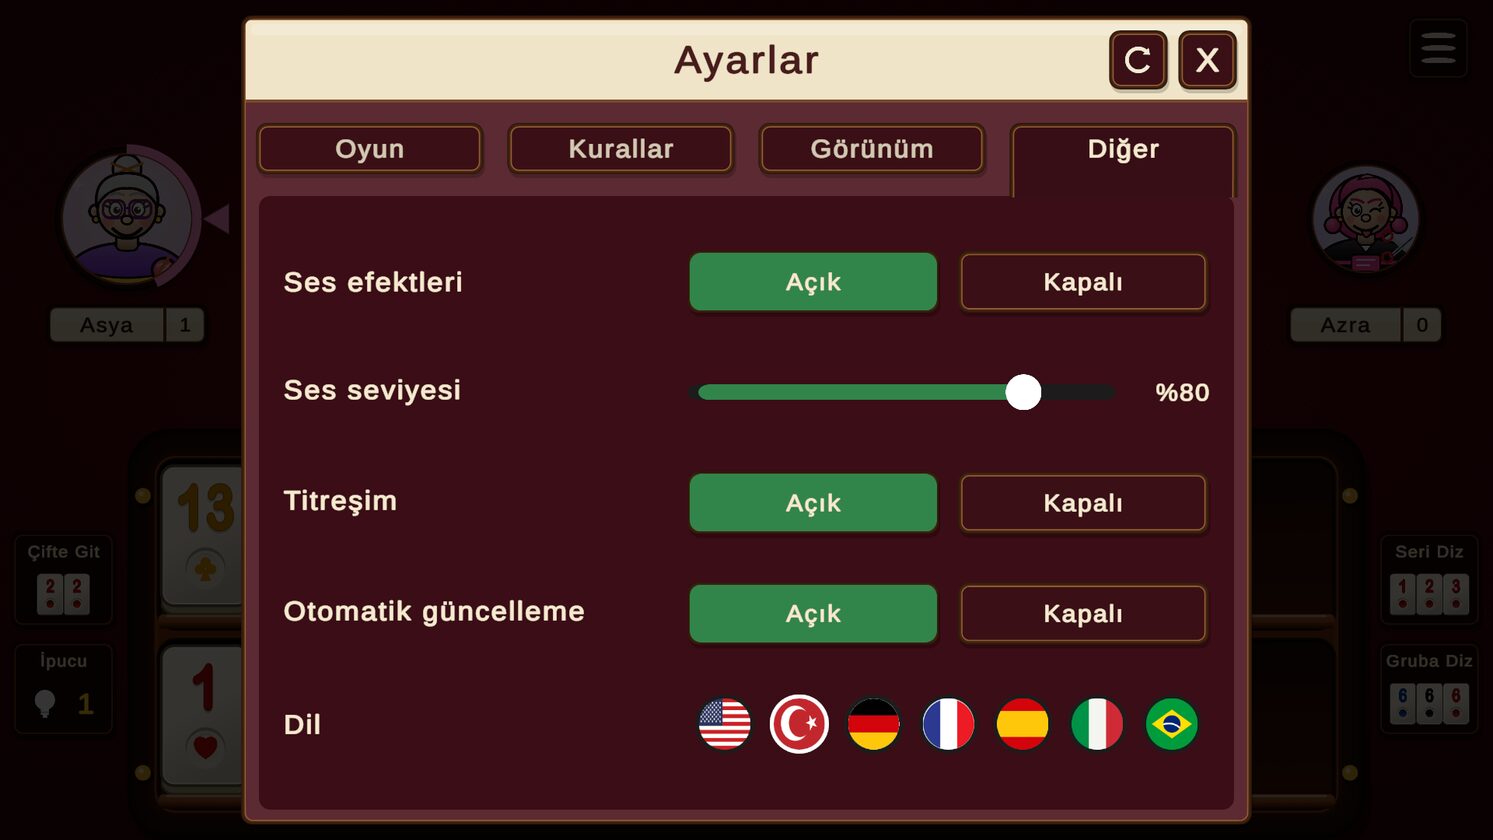 Ayarlar
C X
Oyun Kurallar Görünüm Diğer
Ses efektleri Açık Kapalı
Ses seviyesi %80
Titreşim Açık Kapalı
Otomatik güncelleme Açık Kapalı
Dil
Asya 1
Azra 0
13
1
Çifte Git
2 2
İpucu
1
Seri Diz
1 2 3
Gruba Diz
6 6 6